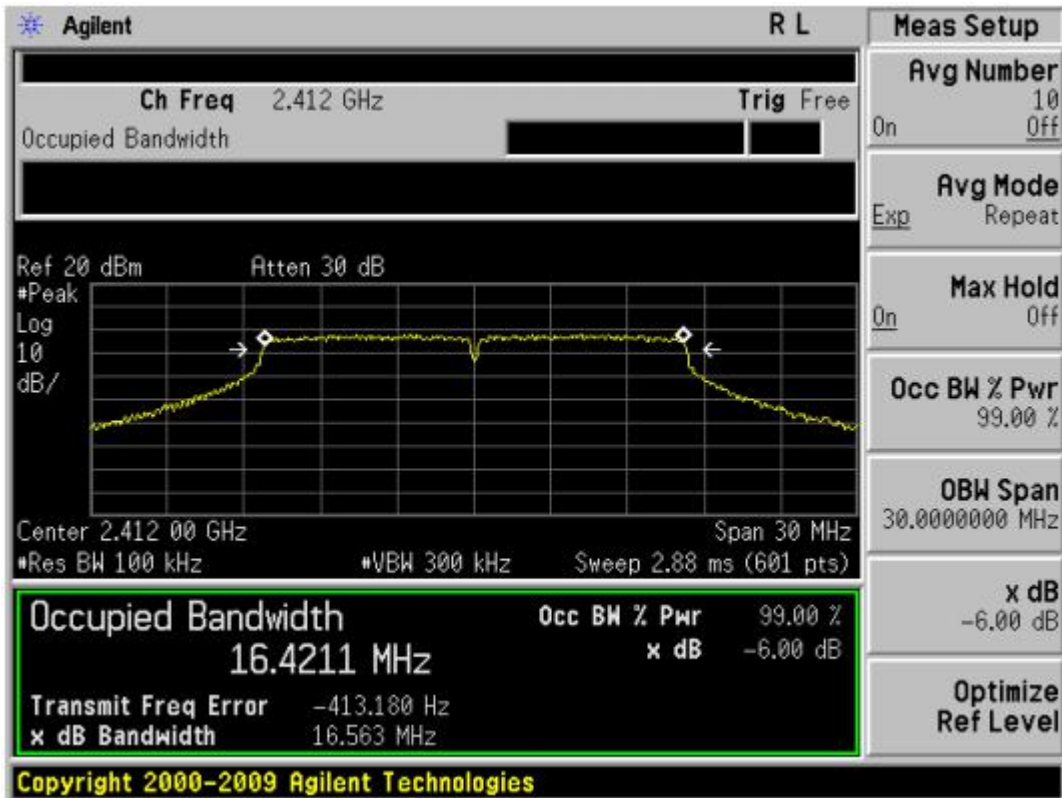 Agilent
R L
Ch Freq 2.412 GHz Trig Free
Occupied Bandwidth
Ref 20 dBm Atten 30 dB
#Peak
Log
10
dB/
Center 2.412 00 GHz Span 30 MHz
#Res BW 100 kHz #VBW 300 kHz Sweep 2.88 ms (601 pts)
Occupied Bandwidth
16.4211 MHz
Occ BW % Pwr 99.00 %
x dB -6.00 dB
Transmit Freq Error -413.180 Hz
x dB Bandwidth 16.563 MHz
Copyright 2000-2009 Agilent Technologies
Meas Setup
Avg Number
10
On Off
Avg Mode
Exp Repeat
Max Hold
On Off
Occ BW % Pwr
99.00 %
OBW Span
30.0000000 MHz
x dB
-6.00 dB
Optimize
Ref Level